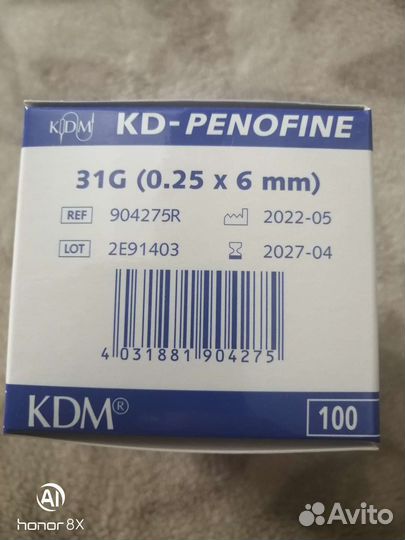 KDM KD-PENOFINE
31G (0.25 x 6 mm)
REF 904275R 2022-05
LOT 2E91403 2027-04
4 031881 904275
KDM® 100
AI
honor 8X
Avito